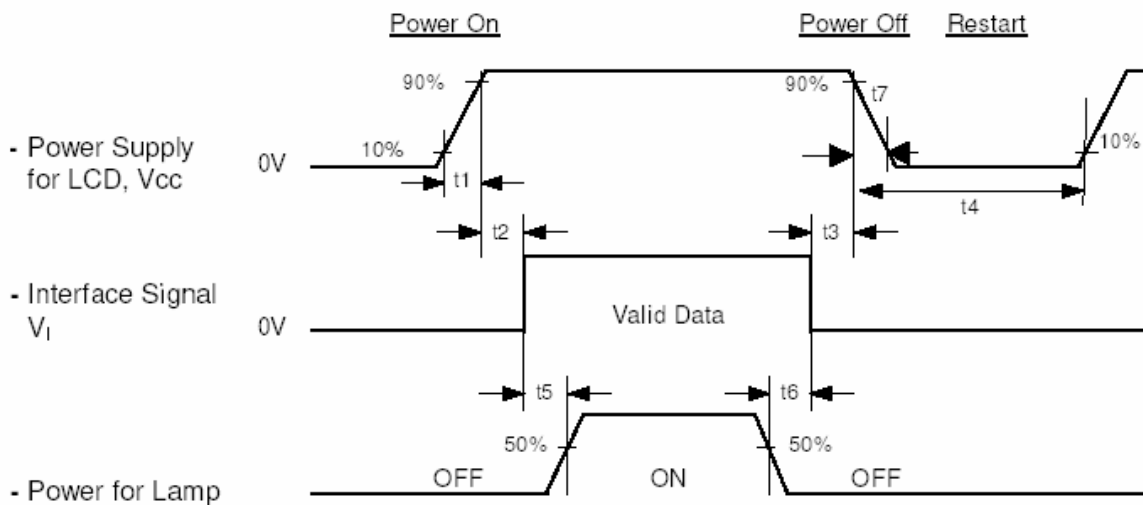 Power On
Power Off
Restart
90%
90%
t7
- Power Supply
for LCD, Vcc
0V
10%
10%
t1
t4
t2
t3
- Interface Signal
VI
0V
Valid Data
t5
t6
50%
50%
- Power for Lamp
OFF
ON
OFF